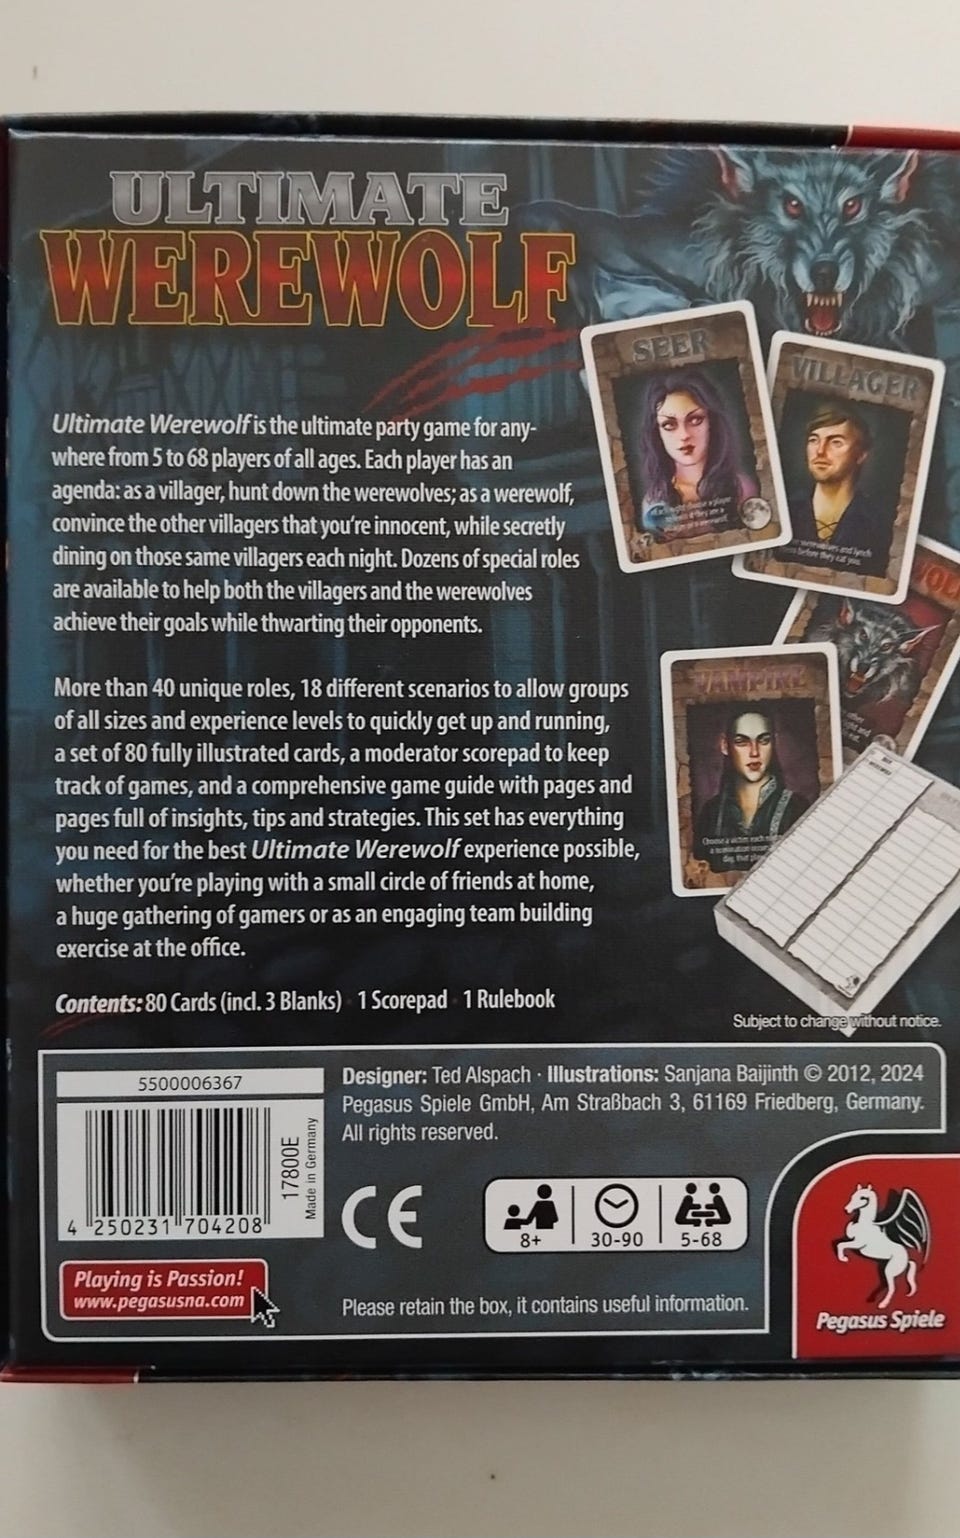 ULTIMATE
WEREWOLF
SEER
VILLAGER
Ultimate Werewolf is the ultimate party game for any-
where from 5 to 68 players of all ages. Each player has an
agenda: as a villager, hunt down the werewolves; as a werewolf,
convince the other villagers that you're innocent, while secretly
dining on those same villagers each night. Dozens of special roles
are available to help both the villagers and the werewolves
achieve their goals while thwarting their opponents.
VAMPIRE
More than 40 unique roles, 18 different scenarios to allow groups
of all sizes and experience levels to quickly get up and running,
a set of 80 fully illustrated cards, a moderator scorepad to keep
track of games, and a comprehensive game guide with pages and
pages full of insights, tips and strategies. This set has everything
you need for the best Ultimate Werewolf experience possible,
whether you're playing with a small circle of friends at home,
a huge gathering of gamers or as an engaging team building
exercise at the office.
Contents: 80 Cards (incl. 3 Blanks) 1 Scorepad 1 Rulebook
Subject to change without notice.
5500006367
4 250231 704208
17800E
Made in Germany
Designer: Ted Alspach · Illustrations: Sanjana Baijinth © 2012, 2024
Pegasus Spiele GmbH, Am Straßbach 3, 61169 Friedberg, Germany.
All rights reserved.
CE
8+ 30-90 5-68
Playing is Passion!
www.pegasusna.com
Please retain the box, it contains useful information.
Pegasus Spiele